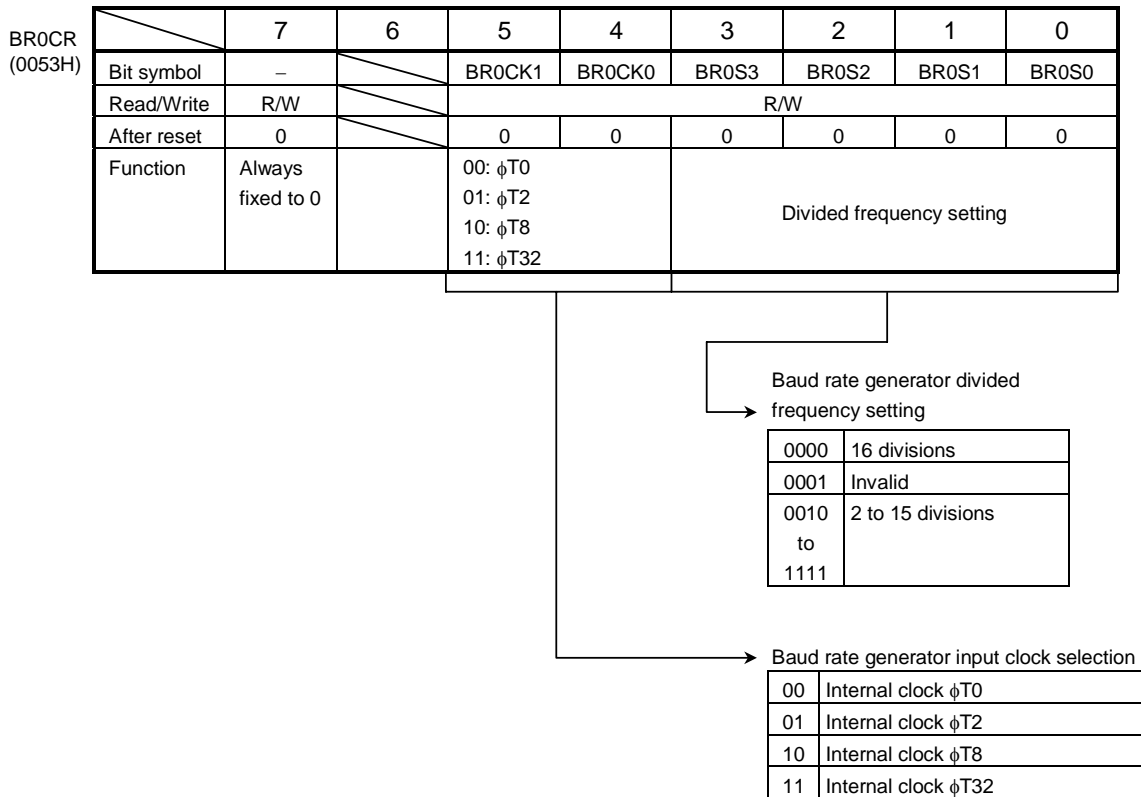 BR0CR
(0053H)
7 6 5 4 3 2 1 0
Bit symbol – BR0CK1 BR0CK0 BR0S3 BR0S2 BR0S1 BR0S0
Read/Write R/W R/W
After reset 0 0 0 0 0 0 0
Function Always 00: φT0
fixed to 0 01: φT2
Divided frequency setting
10: φT8
11: φT32
Baud rate generator divided
frequency setting
0000 16 divisions
0001 Invalid
0010 2 to 15 divisions
to
1111
Baud rate generator input clock selection
00 Internal clock φT0
01 Internal clock φT2
10 Internal clock φT8
11 Internal clock φT32